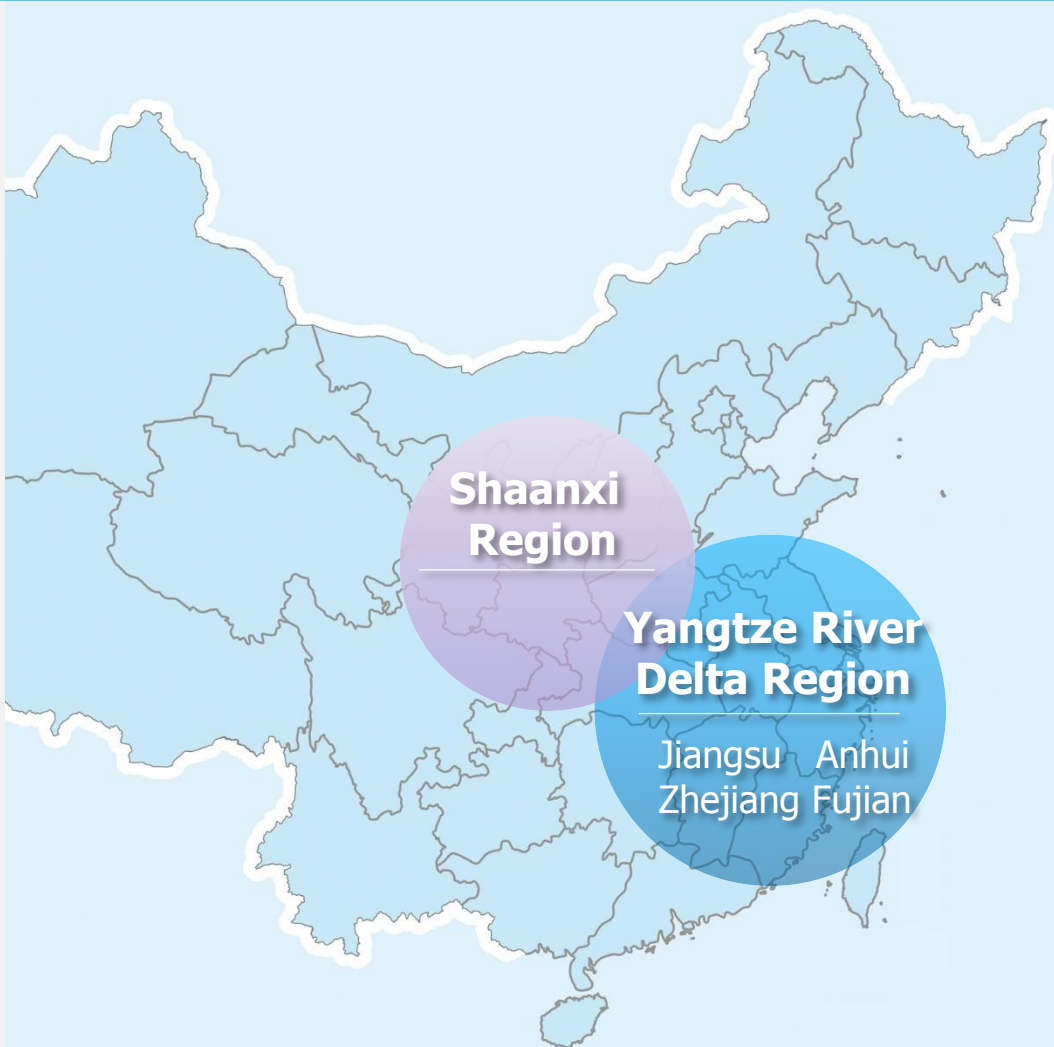 Shaanxi
Region
Yangtze River
Delta Region
Jiangsu Anhui
Zhejiang Fujian